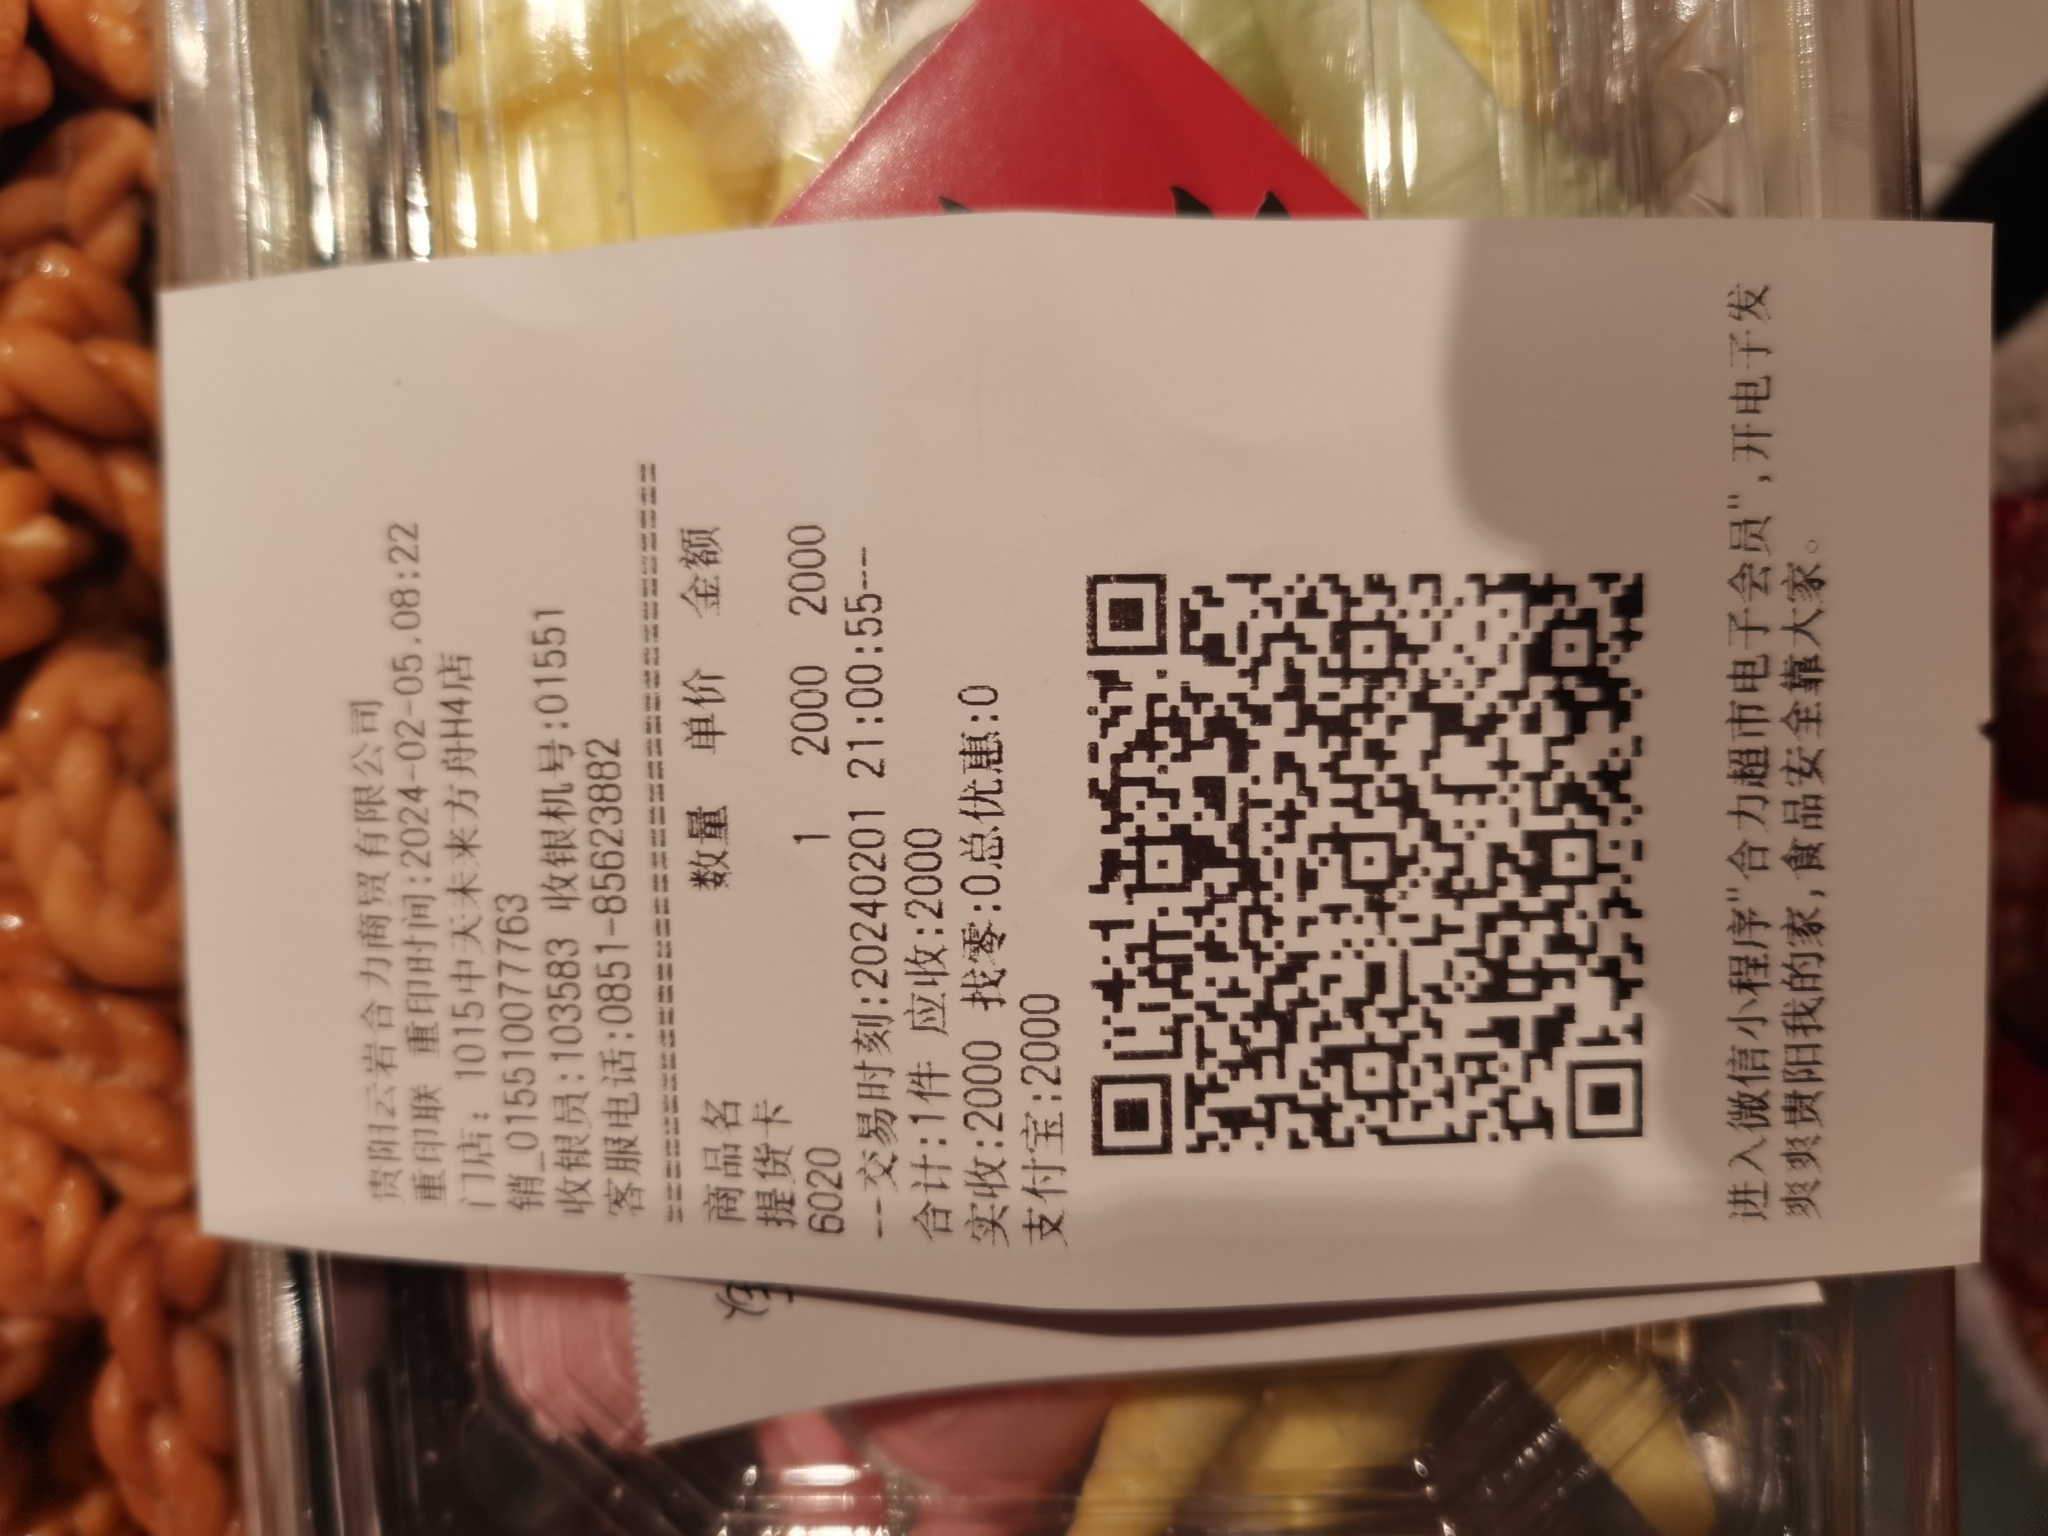 贵阳云岩合力商贸有限公司
重印联 重印时间:2024-02-05.08:22
门店: 1015中天未来方舟H4店
销_015510077763
收银员:103583 收银机号:01551
客服电话:0851-85623882
商品名 数量 单价 金额
提货卡
6020 1 2000 2000
--交易时刻:20240201 21:00:55--
合计:1件 应收:2000
实收:2000 找零:0总优惠:0
支付宝:2000
进入微信小程序"合力超市电子会员",开电子发
爽爽贵阳我的家,食品安全靠大家。